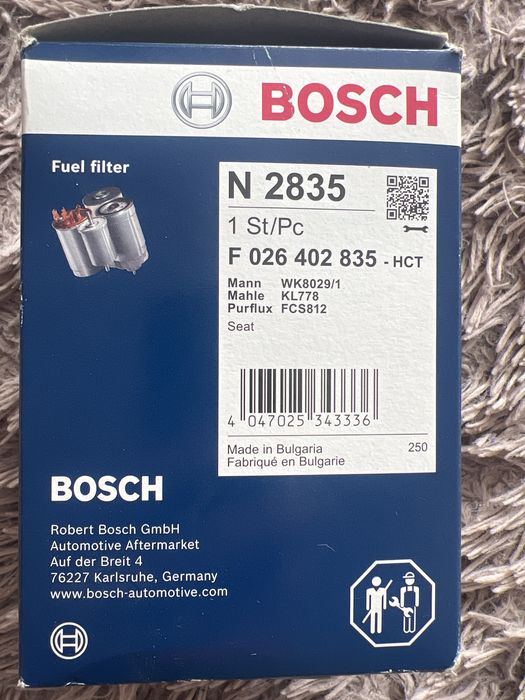 BOSCH
Fuel filter
N 2835
1 St/Pc
F 026 402 835 - HCT
Mann WK8029/1
Mahle KL778
Purflux FCS812
Seat
4 047025 343336
Made in Bulgaria 250
Fabriqué en Bulgarie
BOSCH
Robert Bosch GmbH
Automotive Aftermarket
Auf der Breit 4
76227 Karlsruhe, Germany
www.bosch-automotive.com